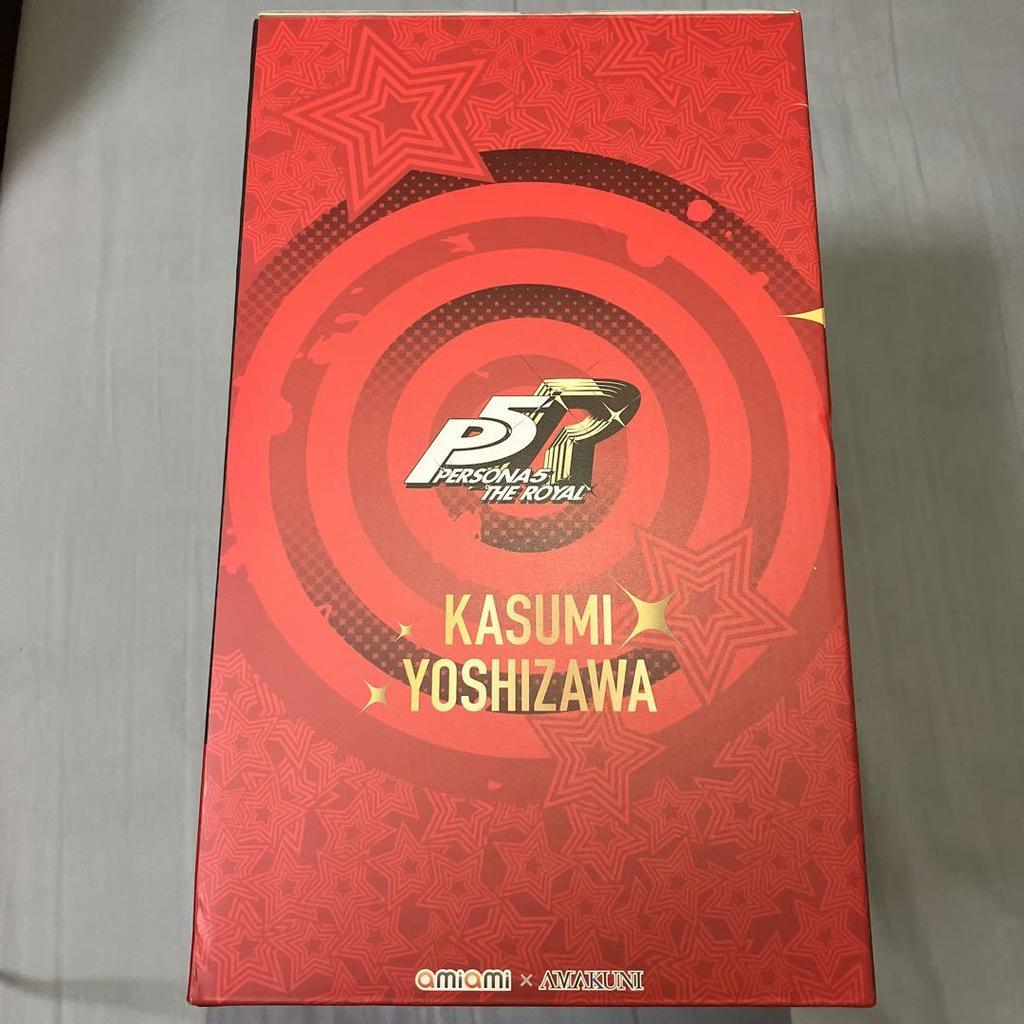 P5R
PERSONA5
THE ROYAL
KASUMI
YOSHIZAWA
amiami × AMAKUNI